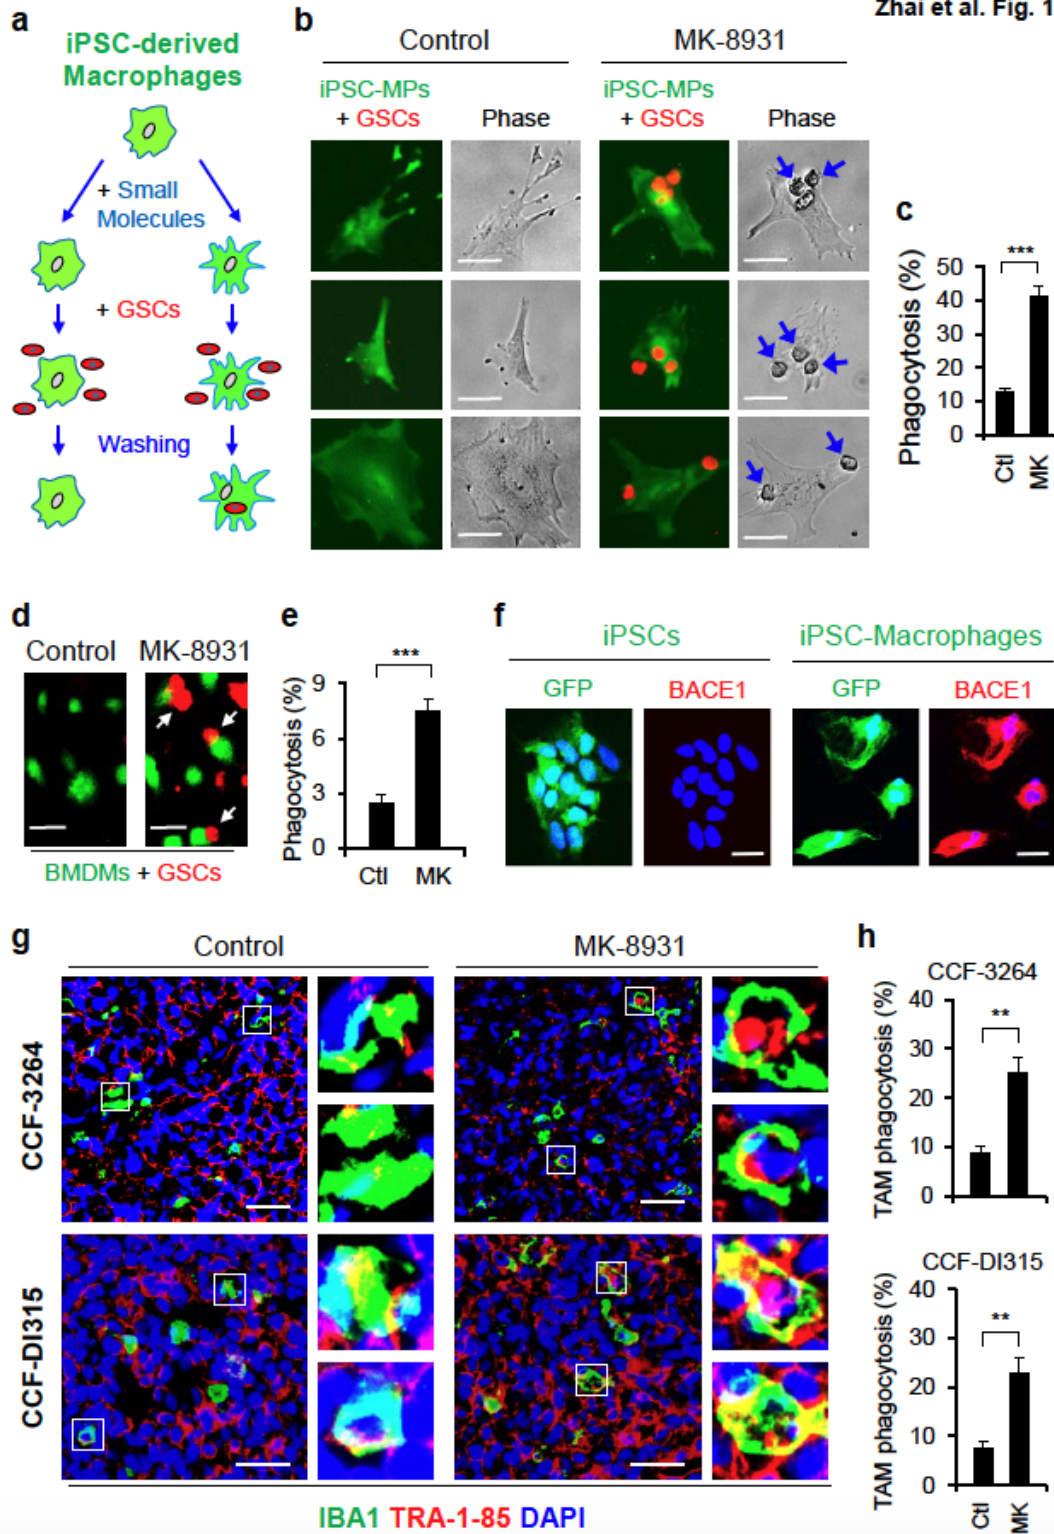 Zhai et al. Fig. 1
a
iPSC-derived
Macrophages
+ Small
Molecules
+ GSCs
Washing
b
Control
MK-8931
iPSC-MPs
+ GSCs
Phase
iPSC-MPs
+ GSCs
Phase
c
Phagocytosis (%)
50
40
30
20
10
0
***
Ctl
MK
d
Control
MK-8931
BMDMs + GSCs
e
Phagocytosis (%)
9
6
3
0
***
Ctl
MK
f
iPSCs
iPSC-Macrophages
GFP
BACE1
GFP
BACE1
g
Control
MK-8931
CCF-3264
CCF-DI315
IBA1 TRA-1-85 DAPI
h
CCF-3264
TAM phagocytosis (%)
40
30
20
10
0
**
CCF-DI315
TAM phagocytosis (%)
40
30
20
10
0
**
Ctl
MK